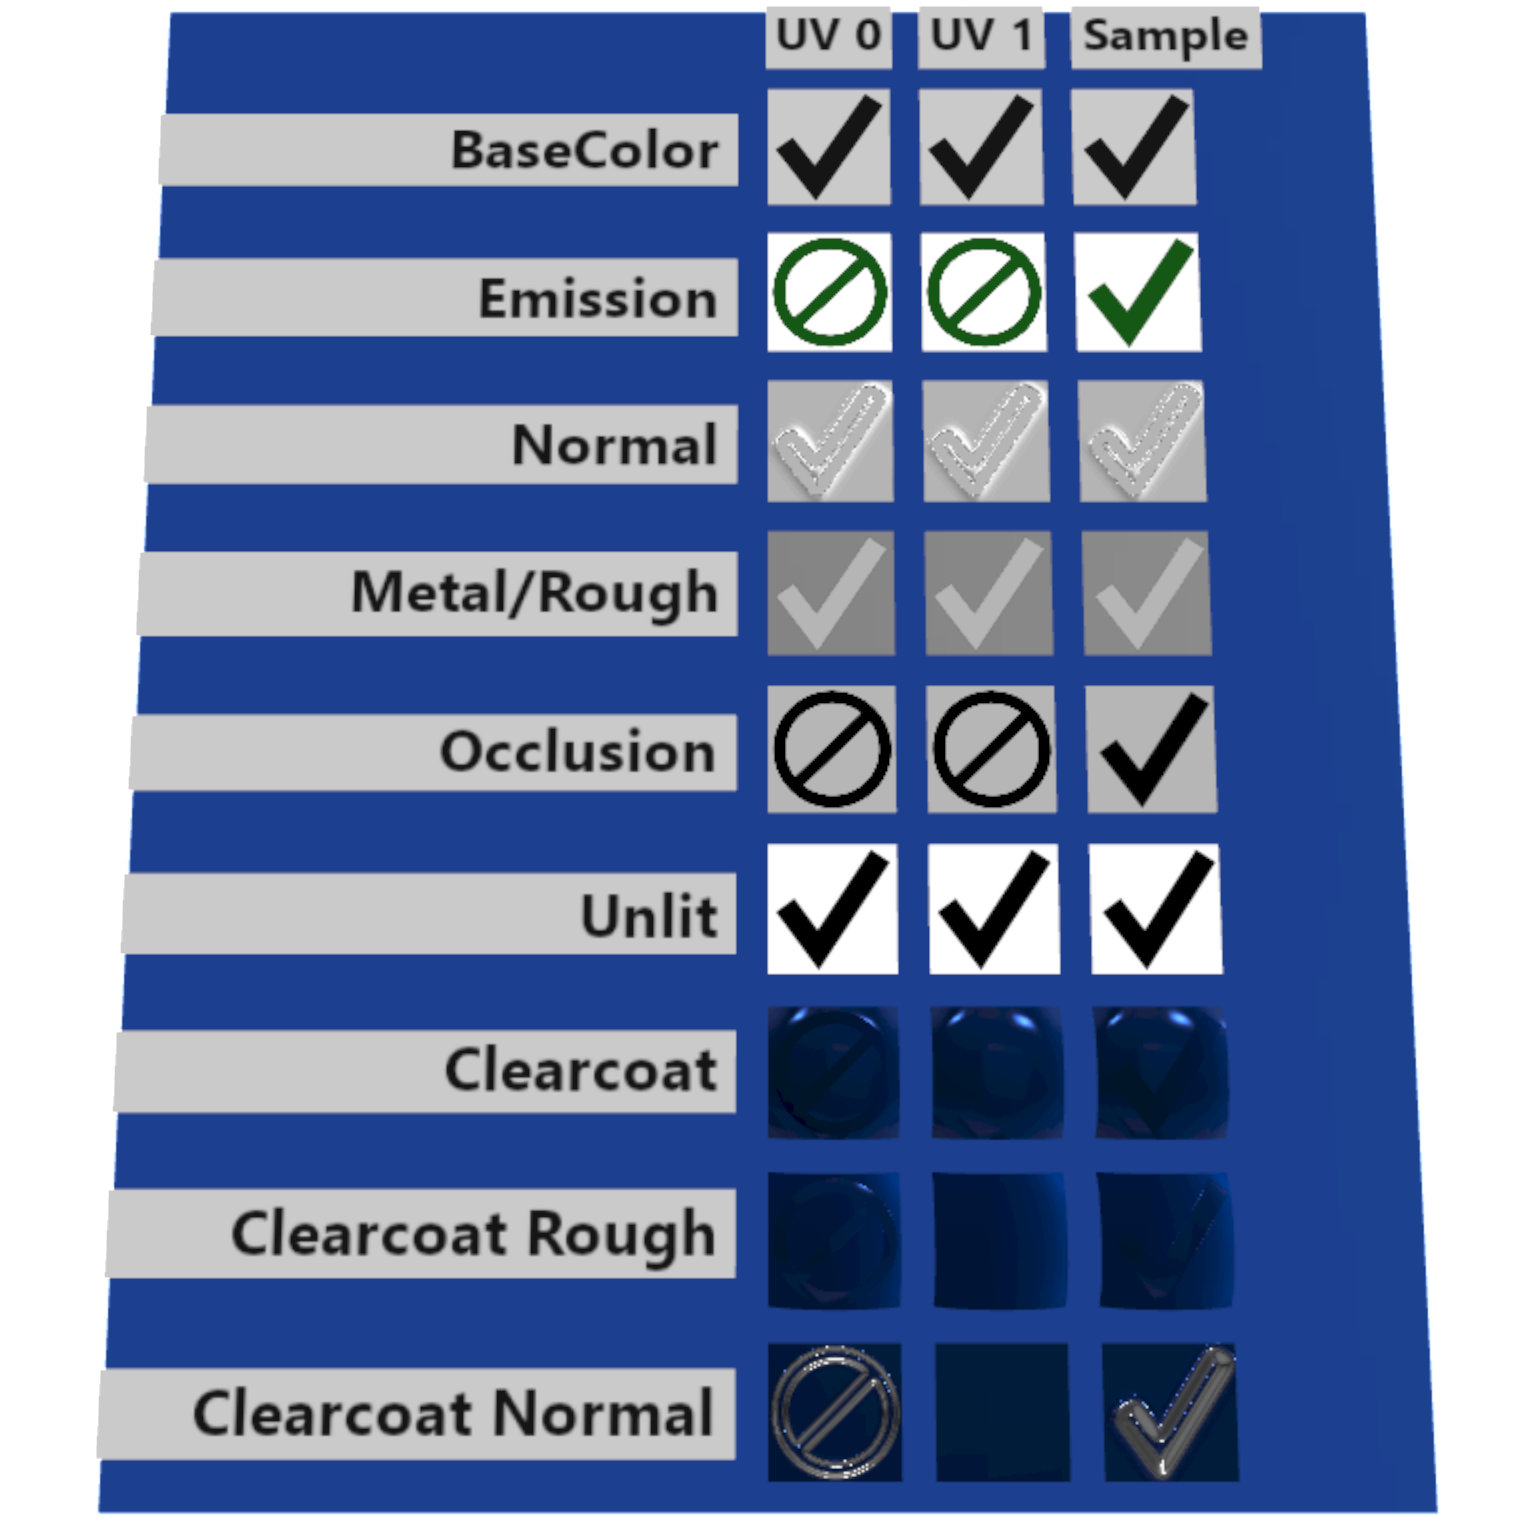 UV 0 UV 1 Sample
BaseColor
Emission
Normal
Metal/Rough
Occlusion
Unlit
Clearcoat
Clearcoat Rough
Clearcoat Normal